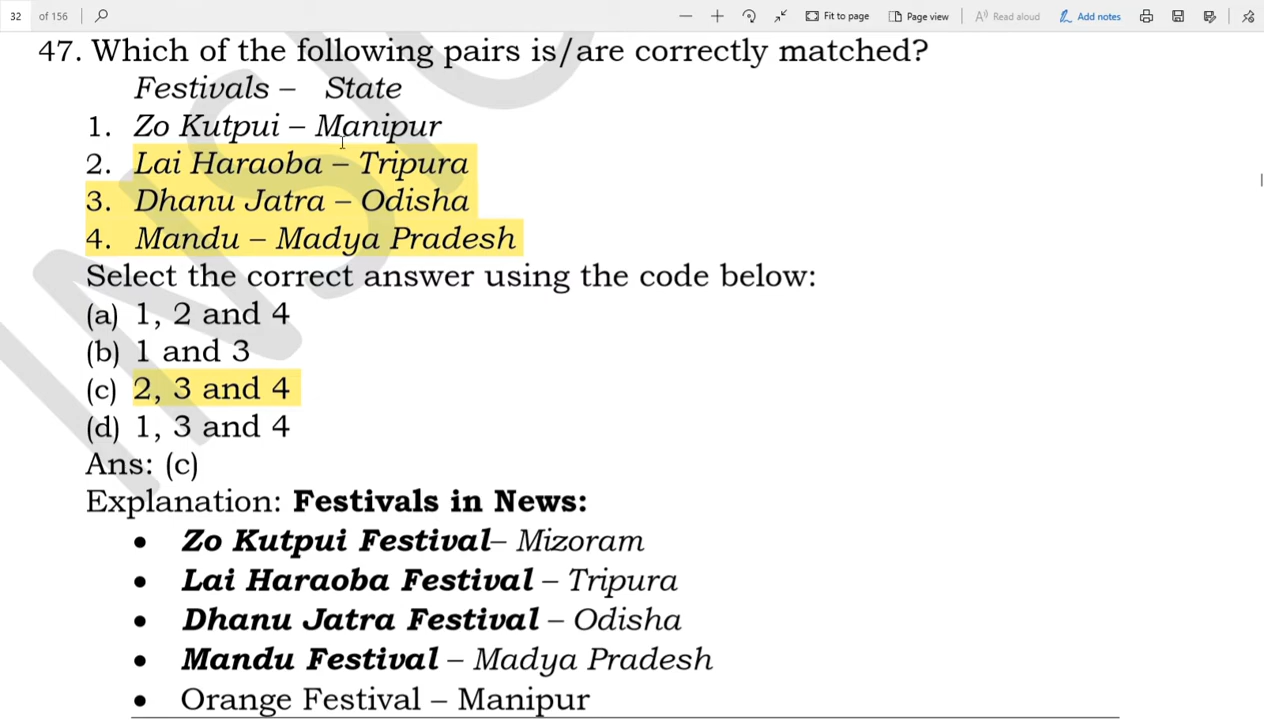 32 of 156 Fit to page Page view Read aloud Add notes
47. Which of the following pairs is/are correctly matched?
Festivals – State
1. Zo Kutpui – Manipur
2. Lai Haraoba – Tripura
3. Dhanu Jatra – Odisha
4. Mandu – Madya Pradesh
Select the correct answer using the code below:
(a) 1, 2 and 4
(b) 1 and 3
(c) 2, 3 and 4
(d) 1, 3 and 4
Ans: (c)
Explanation: Festivals in News:
• Zo Kutpui Festival– Mizoram
• Lai Haraoba Festival – Tripura
• Dhanu Jatra Festival – Odisha
• Mandu Festival – Madya Pradesh
• Orange Festival – Manipur